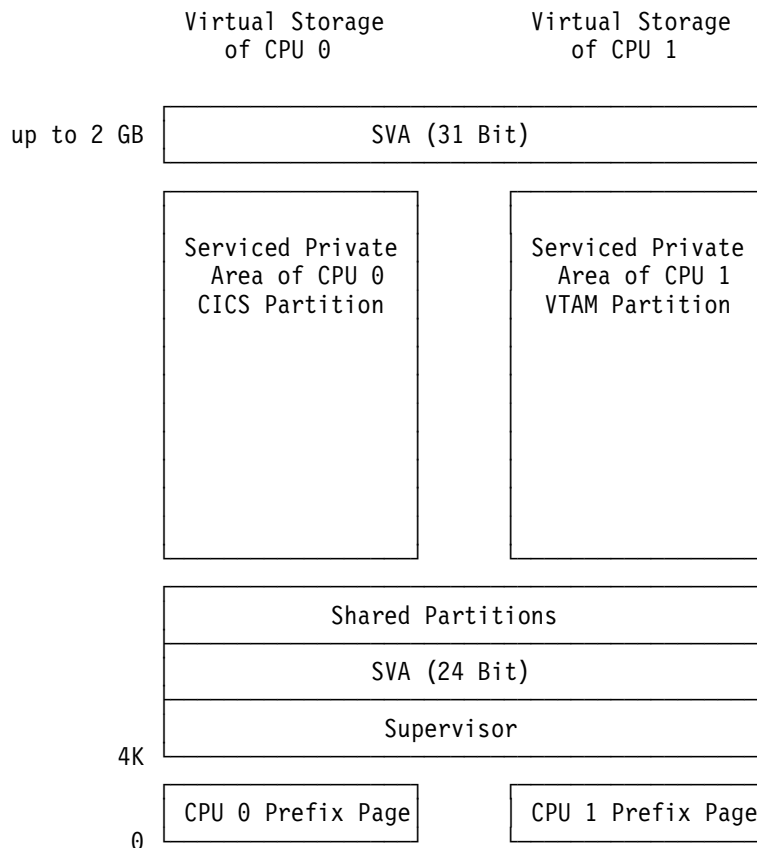 Virtual Storage Virtual Storage
of CPU 0 of CPU 1
up to 2 GB SVA (31 Bit)
Serviced Private Serviced Private
Area of CPU 0 Area of CPU 1
CICS Partition VTAM Partition
Shared Partitions
SVA (24 Bit)
Supervisor
4K
CPU 0 Prefix Page CPU 1 Prefix Page
0